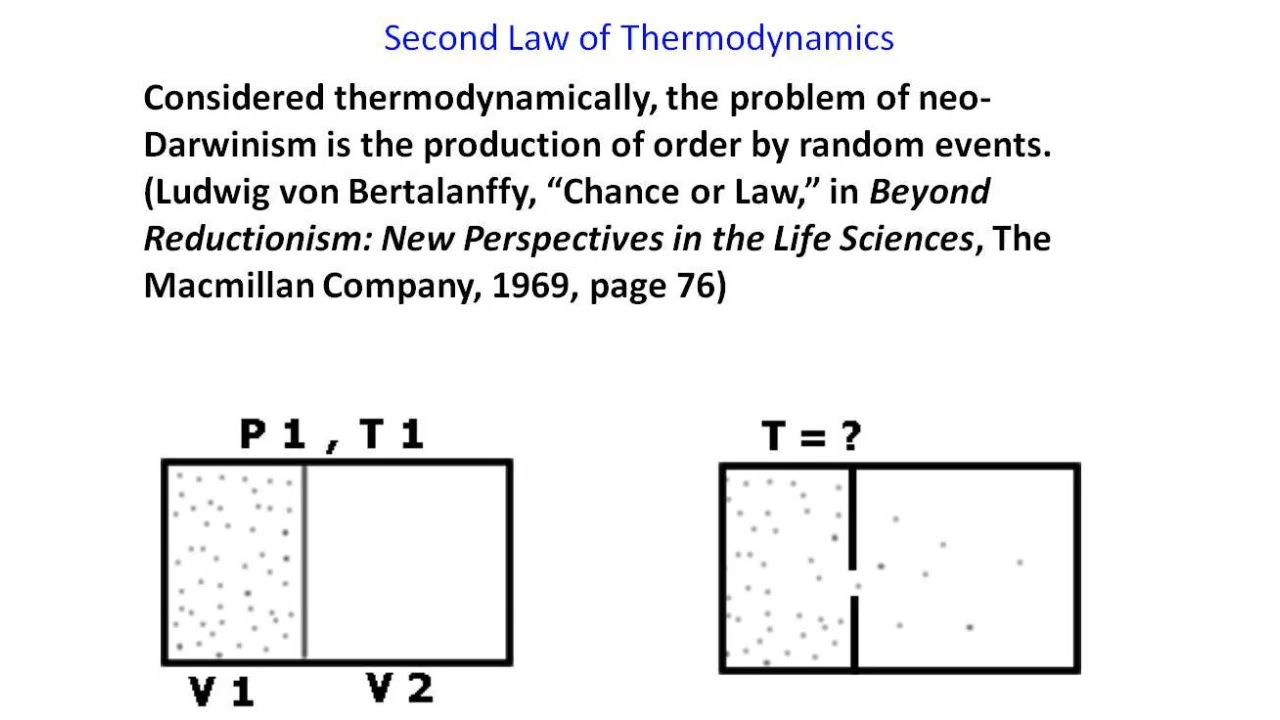 Second Law of Thermodynamics
Considered thermodynamically, the problem of neo-
Darwinism is the production of order by random events.
(Ludwig von Bertalanffy, “Chance or Law,” in Beyond
Reductionism: New Perspectives in the Life Sciences, The
Macmillan Company, 1969, page 76)
P 1 , T 1
T = ?
V 1
V 2